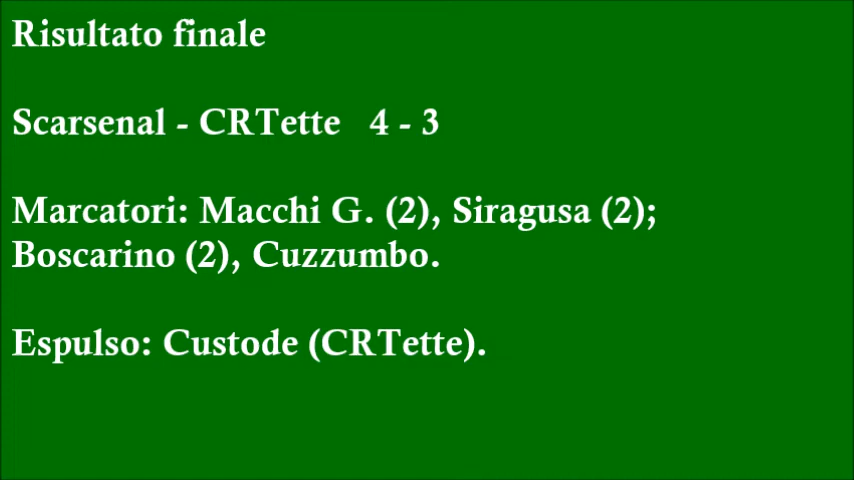 Risultato finale
Scarsenal - CRTette 4 - 3
Marcatori: Macchi G. (2), Siragusa (2);
Boscarino (2), Cuzzumbo.
Espulso: Custode (CRTette).